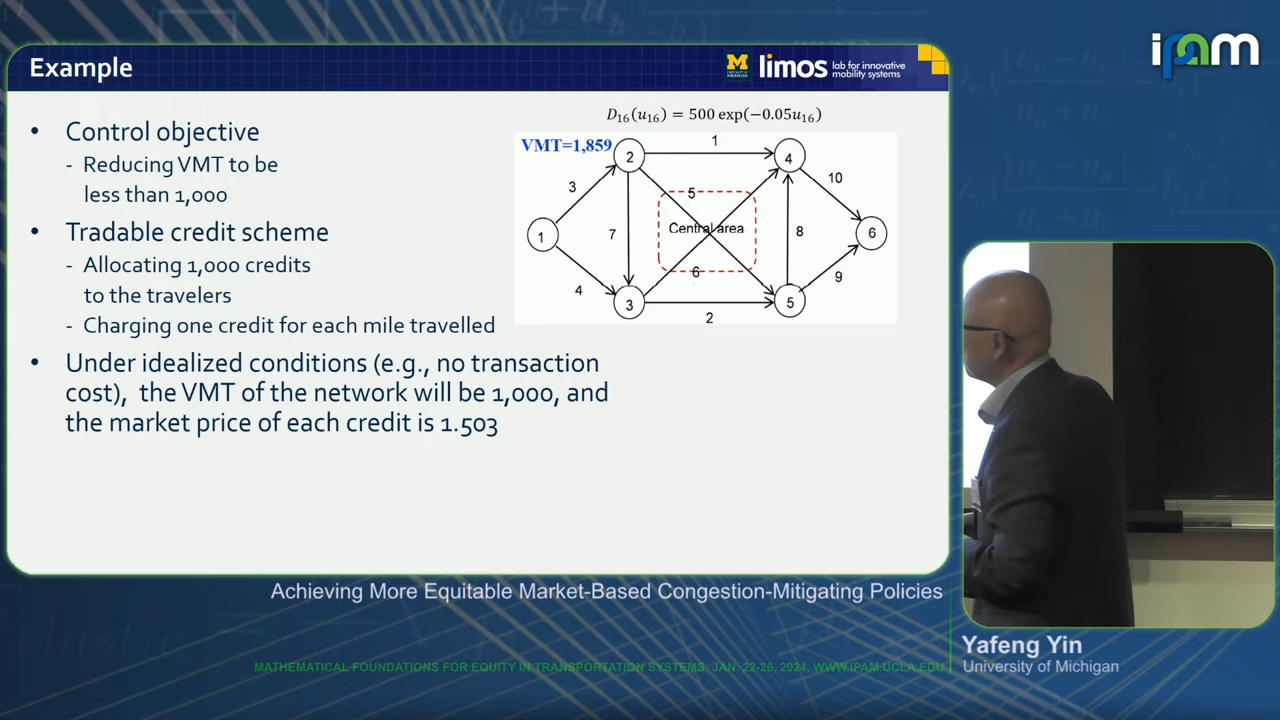 Example
limos lab for innovative
mobility systems
ipam
• Control objective
- Reducing VMT to be
less than 1,000
• Tradable credit scheme
- Allocating 1,000 credits
to the travelers
- Charging one credit for each mile travelled
• Under idealized conditions (e.g., no transaction
cost), the VMT of the network will be 1,000, and
the market price of each credit is 1.503
D₁₆(u₁₆) = 500 exp(−0.05u₁₆)
VMT=1,859
2
1
4
3
5
10
1
7
Central area
8
6
6
4
9
3
5
2
Achieving More Equitable Market-Based Congestion-Mitigating Policies
Yafeng Yin
University of Michigan
MATHEMATICAL FOUNDATIONS FOR EQUITY IN TRANSPORTATION SYSTEMS, JAN. 22-26, 2024, WWW.IPAM.UCLA.EDU